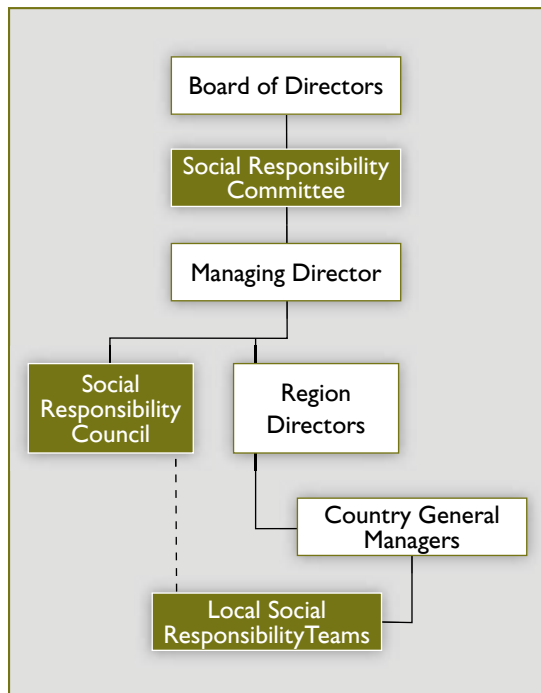 Board of Directors
Social Responsibility
Committee
Managing Director
Social
Responsibility
Council
Region
Directors
Country General
Managers
Local Social
ResponsibilityTeams